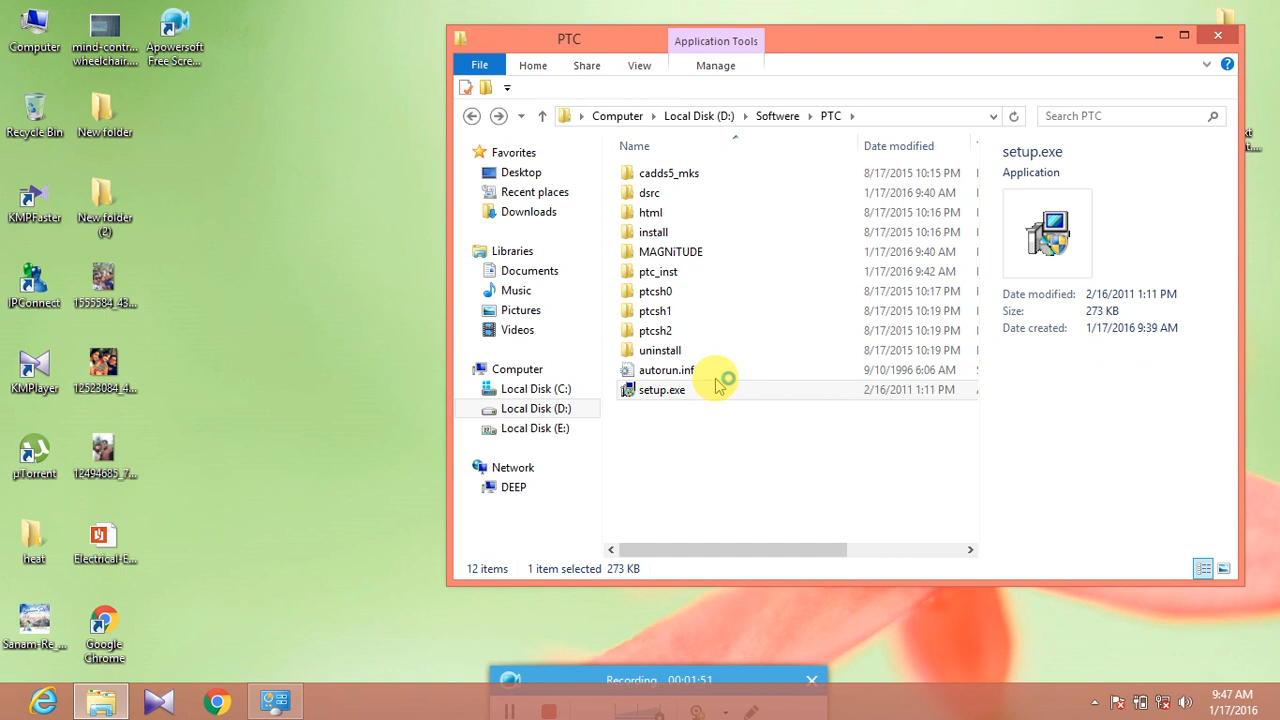 Computer
mind-contr...
wheelchair....
Apowersoft
Free Scre...
Recycle Bin
New folder
KMPFaster
New folder
(2)
IPConnect
1555584_43...
KMPlayer
12523084_4...
µTorrent
12494685_7...
heat
Electrical-E...
Sanam-Re_...
Google
Chrome
PTC
Application Tools
File
Home
Share
View
Manage
Computer
Local Disk (D:)
Softwere
PTC
Search PTC
Favorites
Desktop
Recent places
Downloads
Libraries
Documents
Music
Pictures
Videos
Computer
Local Disk (C:)
Local Disk (D:)
Local Disk (E:)
Network
DEEP
Name
Date modified
cadds5_mks 8/17/2015 10:15 PM
dsrc 1/17/2016 9:40 AM
html 8/17/2015 10:16 PM
install 8/17/2015 10:16 PM
MAGNiTUDE 1/17/2016 9:40 AM
ptc_inst 1/17/2016 9:42 AM
ptcsh0 8/17/2015 10:17 PM
ptcsh1 8/17/2015 10:19 PM
ptcsh2 8/17/2015 10:19 PM
uninstall 8/17/2015 10:19 PM
autorun.inf 9/10/1996 6:06 AM
setup.exe 2/16/2011 1:11 PM
setup.exe
Application
Date modified: 2/16/2011 1:11 PM
Size: 273 KB
Date created: 1/17/2016 9:39 AM
12 items
1 item selected 273 KB
Recording 00:01:51
9:47 AM
1/17/2016